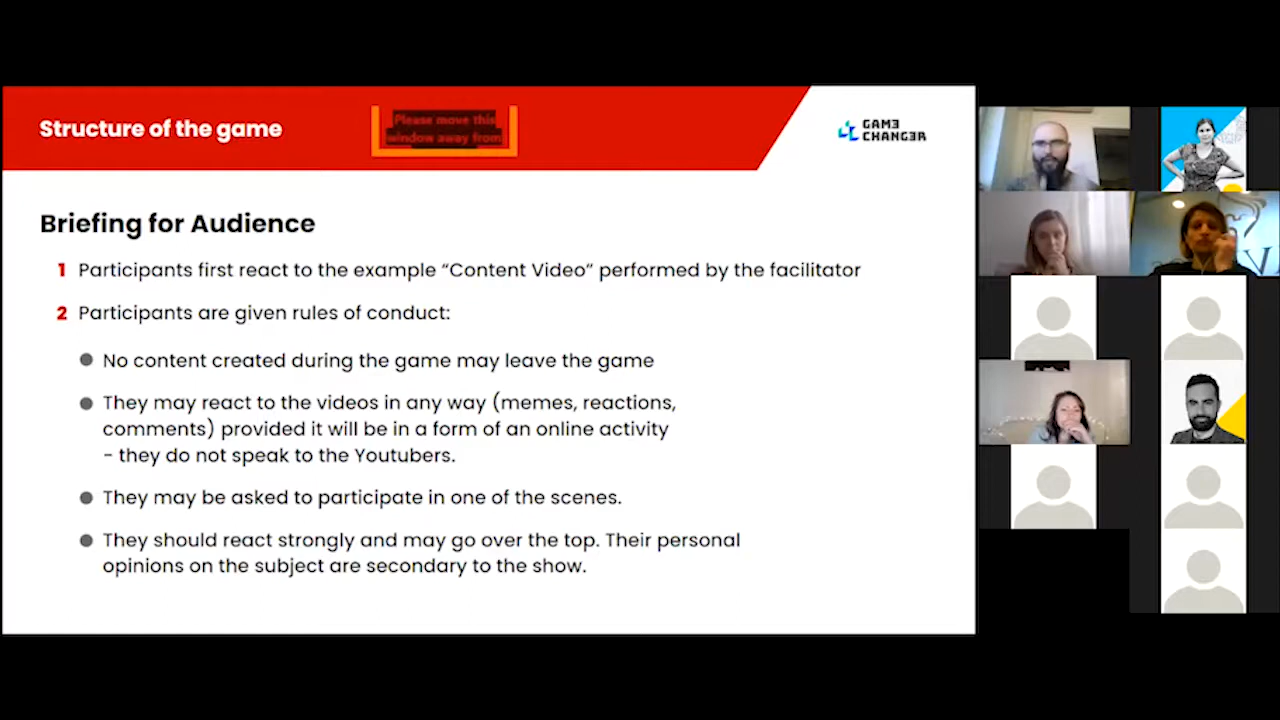 Structure of the game
Please move this
window away from
GAM3
CHANG3R
Briefing for Audience
1 Participants first react to the example “Content Video“ performed by the facilitator
2 Participants are given rules of conduct:
No content created during the game may leave the game
They may react to the videos in any way (memes, reactions,
comments) provided it will be in a form of an online activity
- they do not speak to the Youtubers.
They may be asked to participate in one of the scenes.
They should react strongly and may go over the top. Their personal
opinions on the subject are secondary to the show.